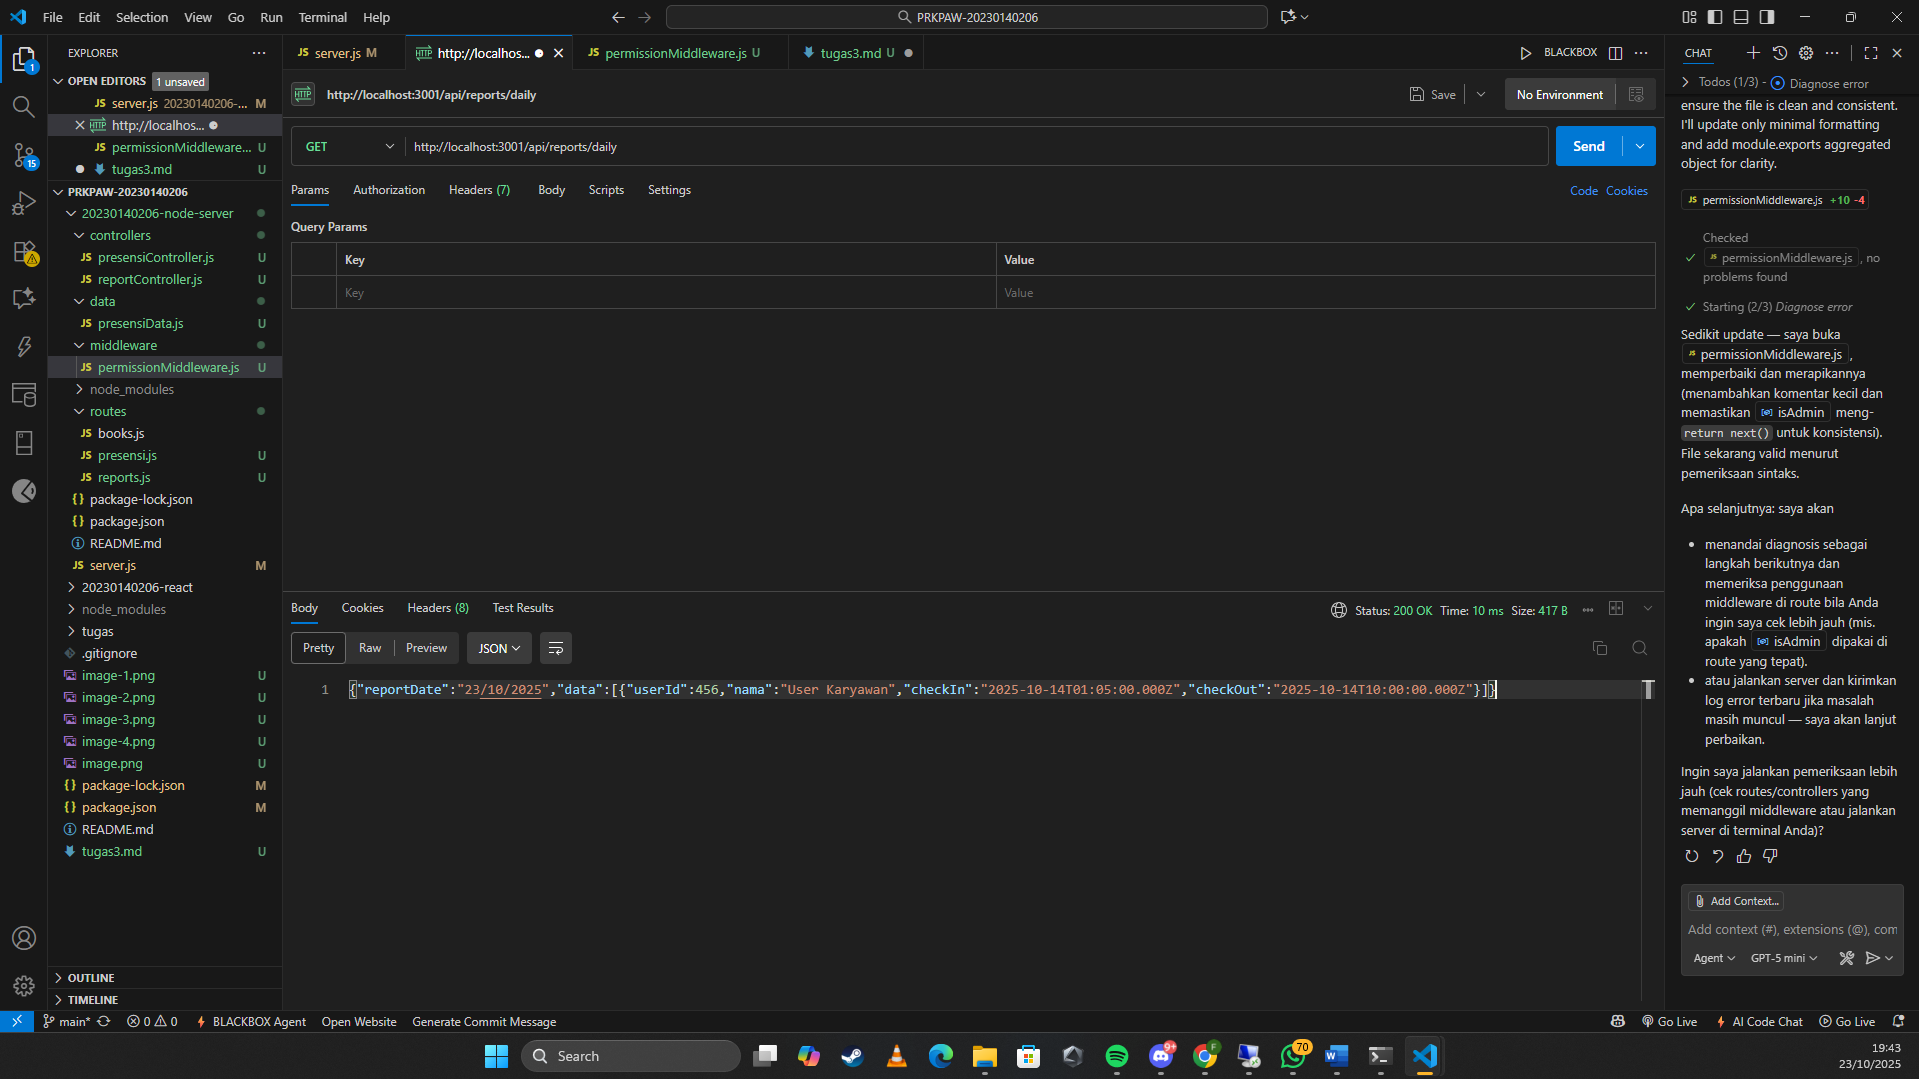 File Edit Selection View Go Run Terminal Help
PRKPAW-20230140206
EXPLORER
OPEN EDITORS 1 unsaved
JS server.js 20230140206-... M
HTTP http://localhos...
permissionMiddleware... U
tugas3.md U
PRKPAW-20230140206
20230140206-node-server
controllers
JS presensiController.js U
JS reportController.js U
data
JS presensiData.js U
middleware
JS permissionMiddleware.js U
node_modules
routes
JS books.js
JS presensi.js U
JS reports.js U
{} package-lock.json
{} package.json
README.md
JS server.js M
20230140206-react
node_modules
tugas
.gitignore
image-1.png U
image-2.png U
image-3.png U
image-4.png U
image.png U
{} package-lock.json M
{} package.json M
README.md
tugas3.md U
OUTLINE
TIMELINE
JS server.js M
HTTP http://localhos...
JS permissionMiddleware.js U
tugas3.md U
BLACKBOX
HTTP http://localhost:3001/api/reports/daily
Save
No Environment
GET http://localhost:3001/api/reports/daily
Send
Params Authorization Headers (7) Body Scripts Settings
Code Cookies
Query Params
Key Value
Key Value
Body Cookies Headers (8) Test Results
Status: 200 OK Time: 10 ms Size: 417 B
Pretty Raw Preview JSON
1 {"reportDate":"23/10/2025","data":[{"userId":456,"nama":"User Karyawan","checkIn":"2025-10-14T01:05:00.000Z","checkOut":"2025-10-14T10:00:00.000Z"}]}
CHAT
Todos (1/3) Diagnose error
ensure the file is clean and consistent.
I'll update only minimal formatting
and add module.exports aggregated
object for clarity.
JS permissionMiddleware.js +10 -4
Checked
JS permissionMiddleware.js , no
problems found
Starting (2/3) Diagnose error
Sedikit update — saya buka
JS permissionMiddleware.js ,
memperbaiki dan merapikannya
(menambahkan komentar kecil dan
memastikan isAdmin meng-
return next() untuk konsistensi).
File sekarang valid menurut
pemeriksaan sintaks.
Apa selanjutnya: saya akan
• menandai diagnosis sebagai
langkah berikutnya dan
memeriksa penggunaan
middleware di route bila Anda
ingin saya cek lebih jauh (mis.
apakah isAdmin dipakai di
route yang tepat).
• atau jalankan server dan kirimkan
log error terbaru jika masalah
masih muncul — saya akan lanjut
perbaikan.
Ingin saya jalankan pemeriksaan lebih
jauh (cek routes/controllers yang
memanggil middleware atau jalankan
server di terminal Anda)?
Add Context...
Add context (#), extensions (@), com
Agent GPT-5 mini
main* 0 0 BLACKBOX Agent Open Website Generate Commit Message
Go Live AI Code Chat Go Live
1
15
Search
9+
F
70
19:43
23/10/2025